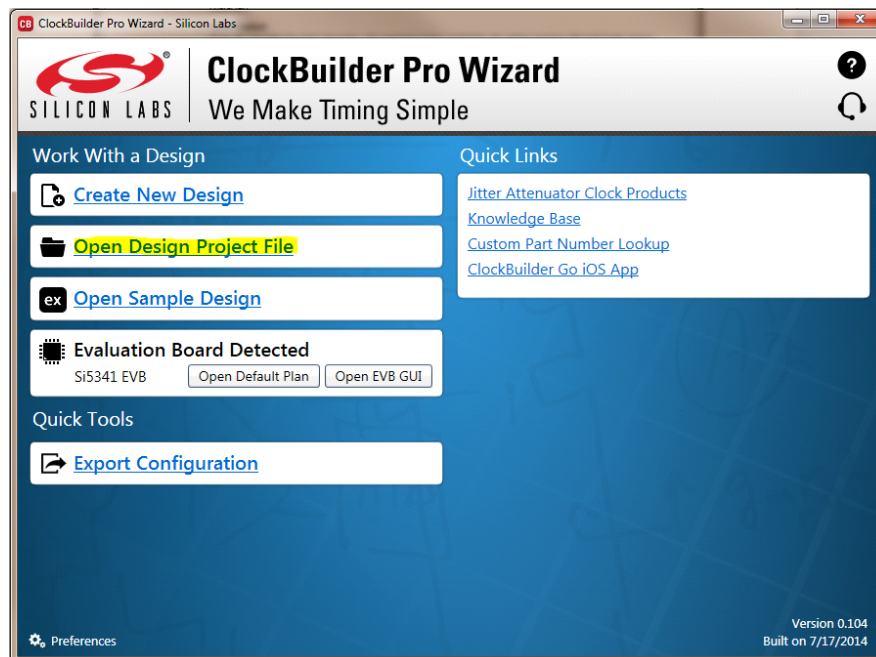 CB ClockBuilder Pro Wizard - Silicon Labs
SILICON LABS
ClockBuilder Pro Wizard
We Make Timing Simple
?
Work With a Design
Create New Design
Open Design Project File
ex Open Sample Design
Evaluation Board Detected
Si5341 EVB Open Default Plan Open EVB GUI
Quick Tools
Export Configuration
Quick Links
Jitter Attenuator Clock Products
Knowledge Base
Custom Part Number Lookup
ClockBuilder Go iOS App
Preferences
Version 0.104
Built on 7/17/2014